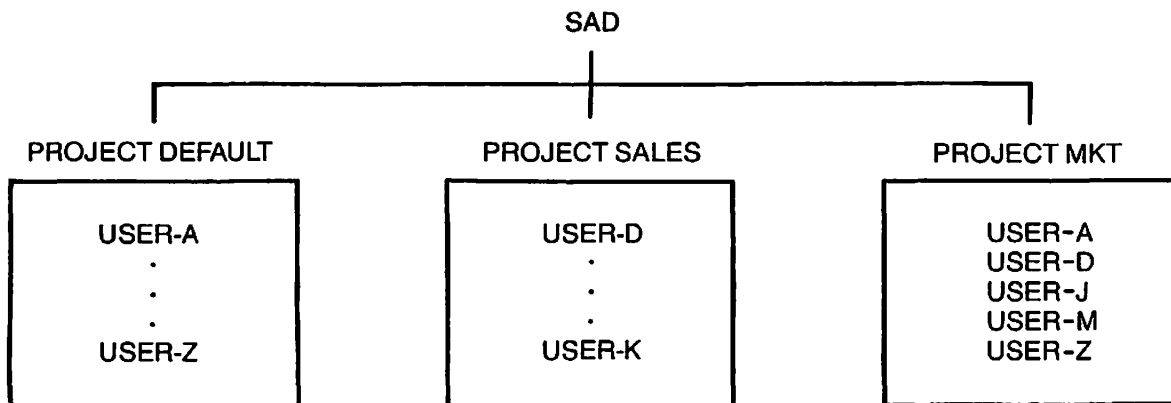 SAD
PROJECT DEFAULT
USER-A
.
.
.
USER-Z
PROJECT SALES
USER-D
.
.
.
USER-K
PROJECT MKT
USER-A
USER-D
USER-J
USER-M
USER-Z